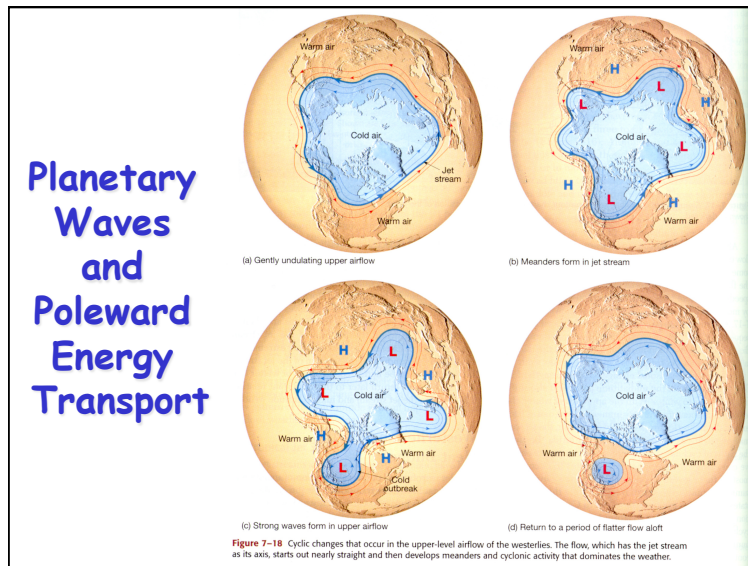 Planetary
Waves
and
Poleward
Energy
Transport
Warm air
Cold air
Jet
stream
Warm air
(a) Gently undulating upper airflow
Warm air
H
L
L
H
Cold air
L
H
L
H
Warm air
(b) Meanders form in jet stream
H
L
H
L
Cold air
L
Warm air
H
H
Warm air
L
Cold
outbreak
(c) Strong waves form in upper airflow
Cold air
Warm air
L
Warm air
(d) Return to a period of flatter flow aloft
Figure 7–18 Cyclic changes that occur in the upper-level airflow of the westerlies. The flow, which has the jet stream
as its axis, starts out nearly straight and then develops meanders and cyclonic activity that dominates the weather.